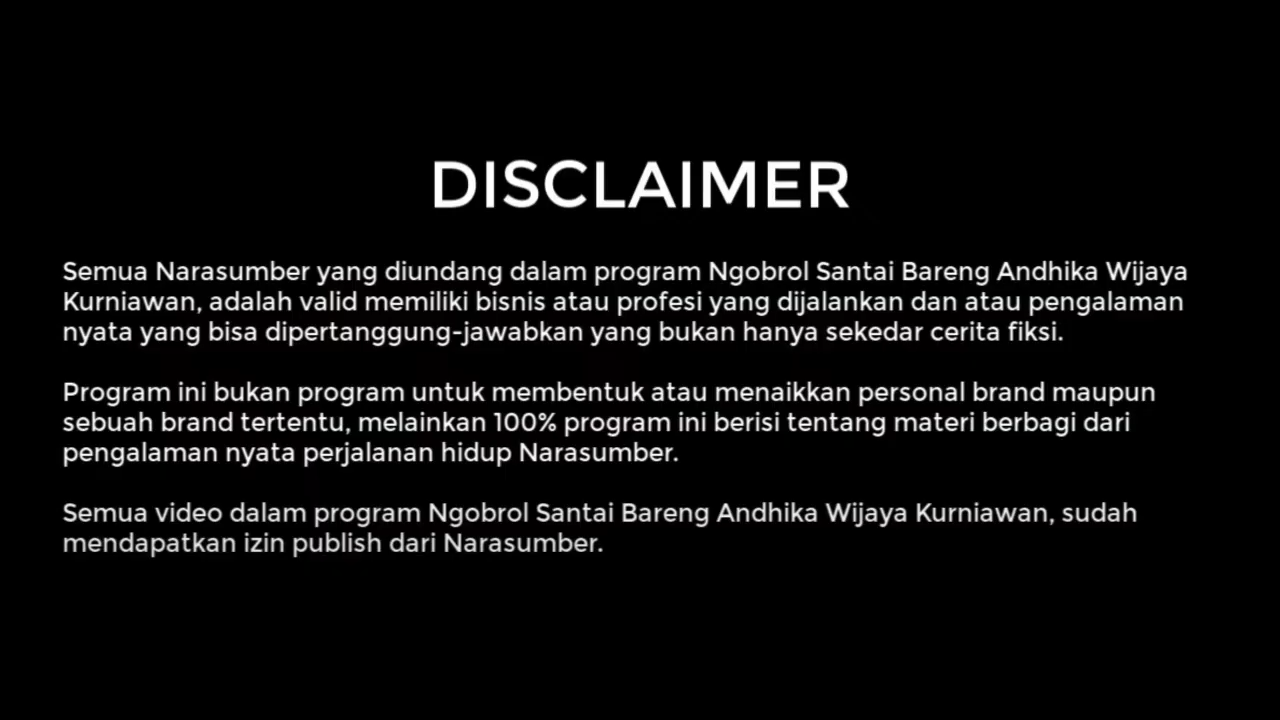 DISCLAIMER
Semua Narasumber yang diundang dalam program Ngobrol Santai Bareng Andhika Wijaya
Kurniawan, adalah valid memiliki bisnis atau profesi yang dijalankan dan atau pengalaman
nyata yang bisa dipertanggung-jawabkan yang bukan hanya sekedar cerita fiksi.
Program ini bukan program untuk membentuk atau menaikkan personal brand maupun
sebuah brand tertentu, melainkan 100% program ini berisi tentang materi berbagi dari
pengalaman nyata perjalanan hidup Narasumber.
Semua video dalam program Ngobrol Santai Bareng Andhika Wijaya Kurniawan, sudah
mendapatkan izin publish dari Narasumber.